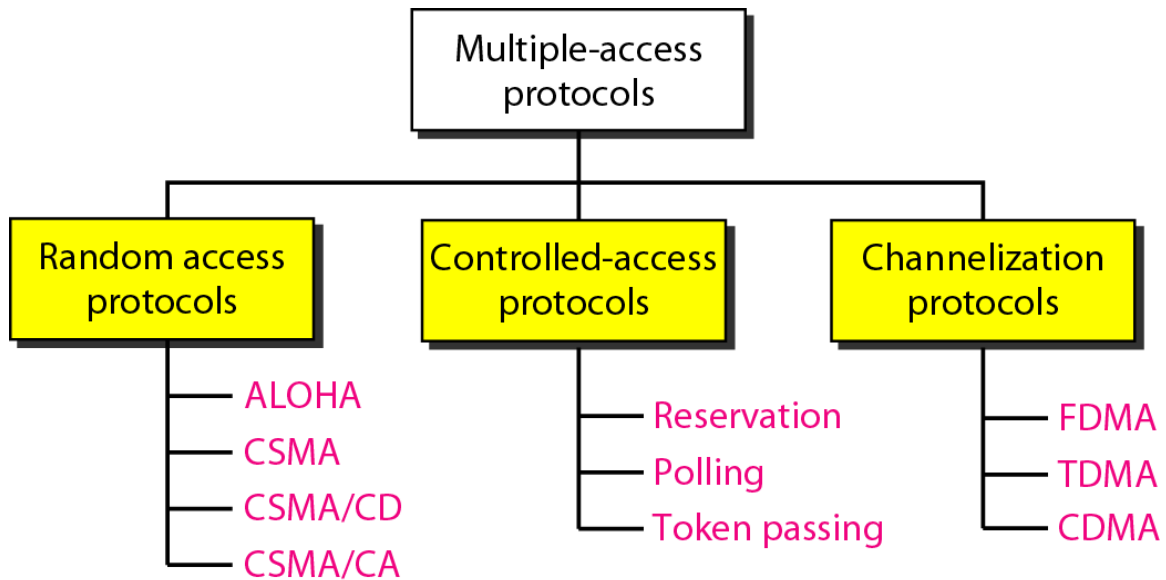 Multiple-access
protocols
Random access
protocols
Controlled-access
protocols
Channelization
protocols
ALOHA
CSMA
CSMA/CD
CSMA/CA
Reservation
Polling
Token passing
FDMA
TDMA
CDMA